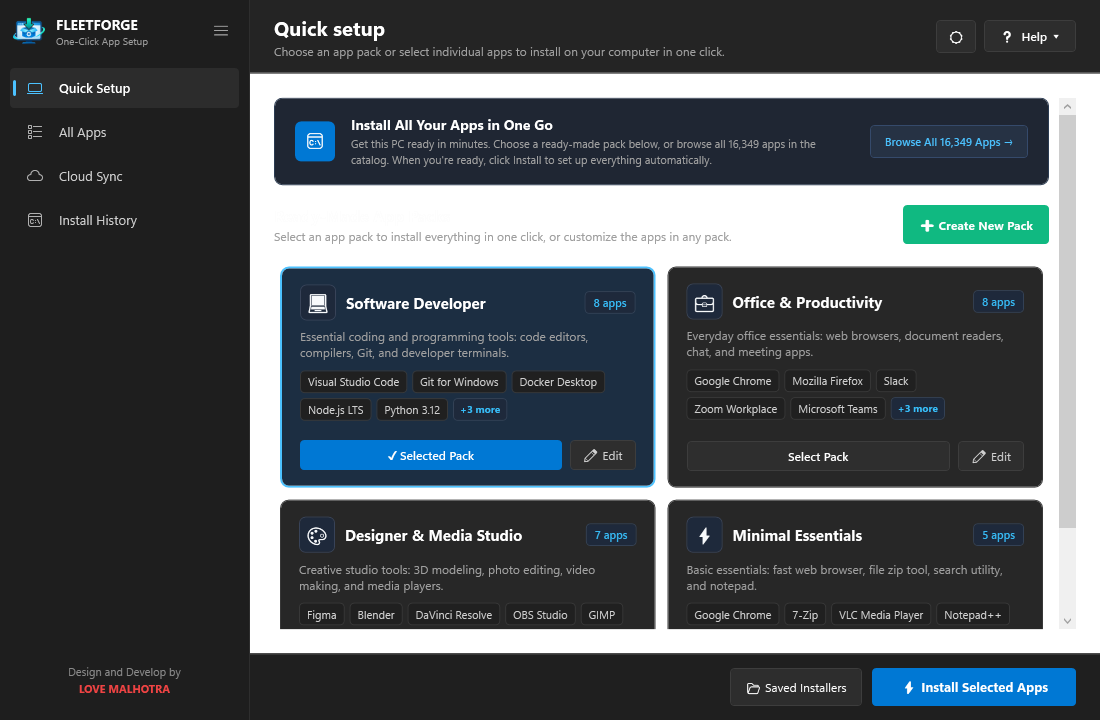 FLEETFORGE
One-Click App Setup
Quick Setup
All Apps
Cloud Sync
Install History
Design and Develop by
LOVE MALHOTRA
Quick setup
Choose an app pack or select individual apps to install on your computer in one click.
? Help ▾
Install All Your Apps in One Go
Get this PC ready in minutes. Choose a ready-made pack below, or browse all 16,349 apps in the
catalog. When you're ready, click Install to set up everything automatically.
Browse All 16,349 Apps →
Select an app pack to install everything in one click, or customize the apps in any pack.
Create New Pack
Software Developer
8 apps
Essential coding and programming tools: code editors,
compilers, Git, and developer terminals.
Visual Studio Code
Git for Windows
Docker Desktop
Node.js LTS
Python 3.12
+3 more
✓ Selected Pack
Edit
Office & Productivity
8 apps
Everyday office essentials: web browsers, document readers,
chat, and meeting apps.
Google Chrome
Mozilla Firefox
Slack
Zoom Workplace
Microsoft Teams
+3 more
Select Pack
Edit
Designer & Media Studio
7 apps
Creative studio tools: 3D modeling, photo editing, video
making, and media players.
Figma
Blender
DaVinci Resolve
OBS Studio
GIMP
Minimal Essentials
5 apps
Basic essentials: fast web browser, file zip tool, search utility,
and notepad.
Google Chrome
7-Zip
VLC Media Player
Notepad++
Saved Installers
Install Selected Apps